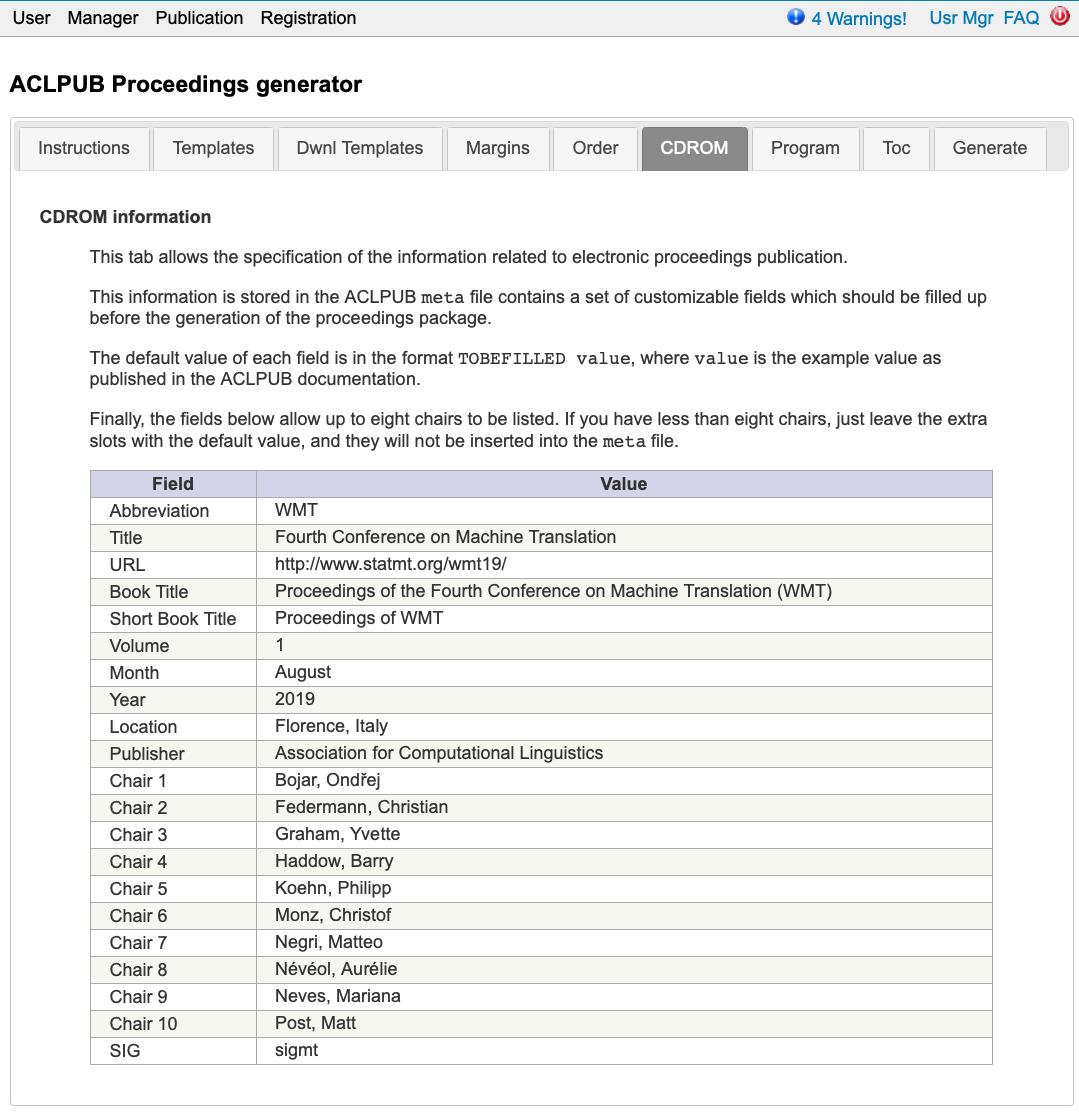 User Manager Publication Registration 4 Warnings! Usr Mgr FAQ
ACLPUB Proceedings generator
Instructions Templates Dwnl Templates Margins Order CDROM Program Toc Generate
CDROM information
This tab allows the specification of the information related to electronic proceedings publication.
This information is stored in the ACLPUB meta file contains a set of customizable fields which should be filled up
before the generation of the proceedings package.
The default value of each field is in the format TOBEFILLED value, where value is the example value as
published in the ACLPUB documentation.
Finally, the fields below allow up to eight chairs to be listed. If you have less than eight chairs, just leave the extra
slots with the default value, and they will not be inserted into the meta file.
Field Value
Abbreviation WMT
Title Fourth Conference on Machine Translation
URL http://www.statmt.org/wmt19/
Book Title Proceedings of the Fourth Conference on Machine Translation (WMT)
Short Book Title Proceedings of WMT
Volume 1
Month August
Year 2019
Location Florence, Italy
Publisher Association for Computational Linguistics
Chair 1 Bojar, Ondřej
Chair 2 Federmann, Christian
Chair 3 Graham, Yvette
Chair 4 Haddow, Barry
Chair 5 Koehn, Philipp
Chair 6 Monz, Christof
Chair 7 Negri, Matteo
Chair 8 Névéol, Aurélie
Chair 9 Neves, Mariana
Chair 10 Post, Matt
SIG sigmt